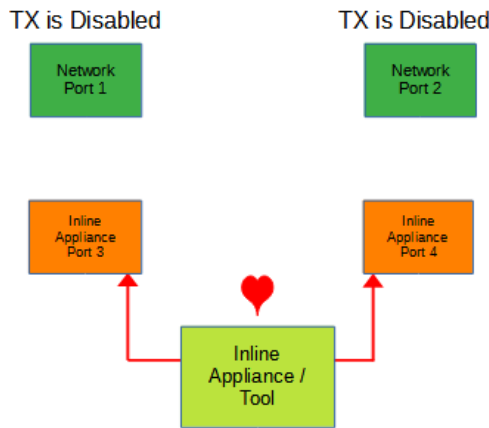 TX is Disabled
TX is Disabled
Network
Port 1
Network
Port 2
Inline
Appliance
Port 3
Inline
Appliance
Port 4
Inline
Appliance /
Tool